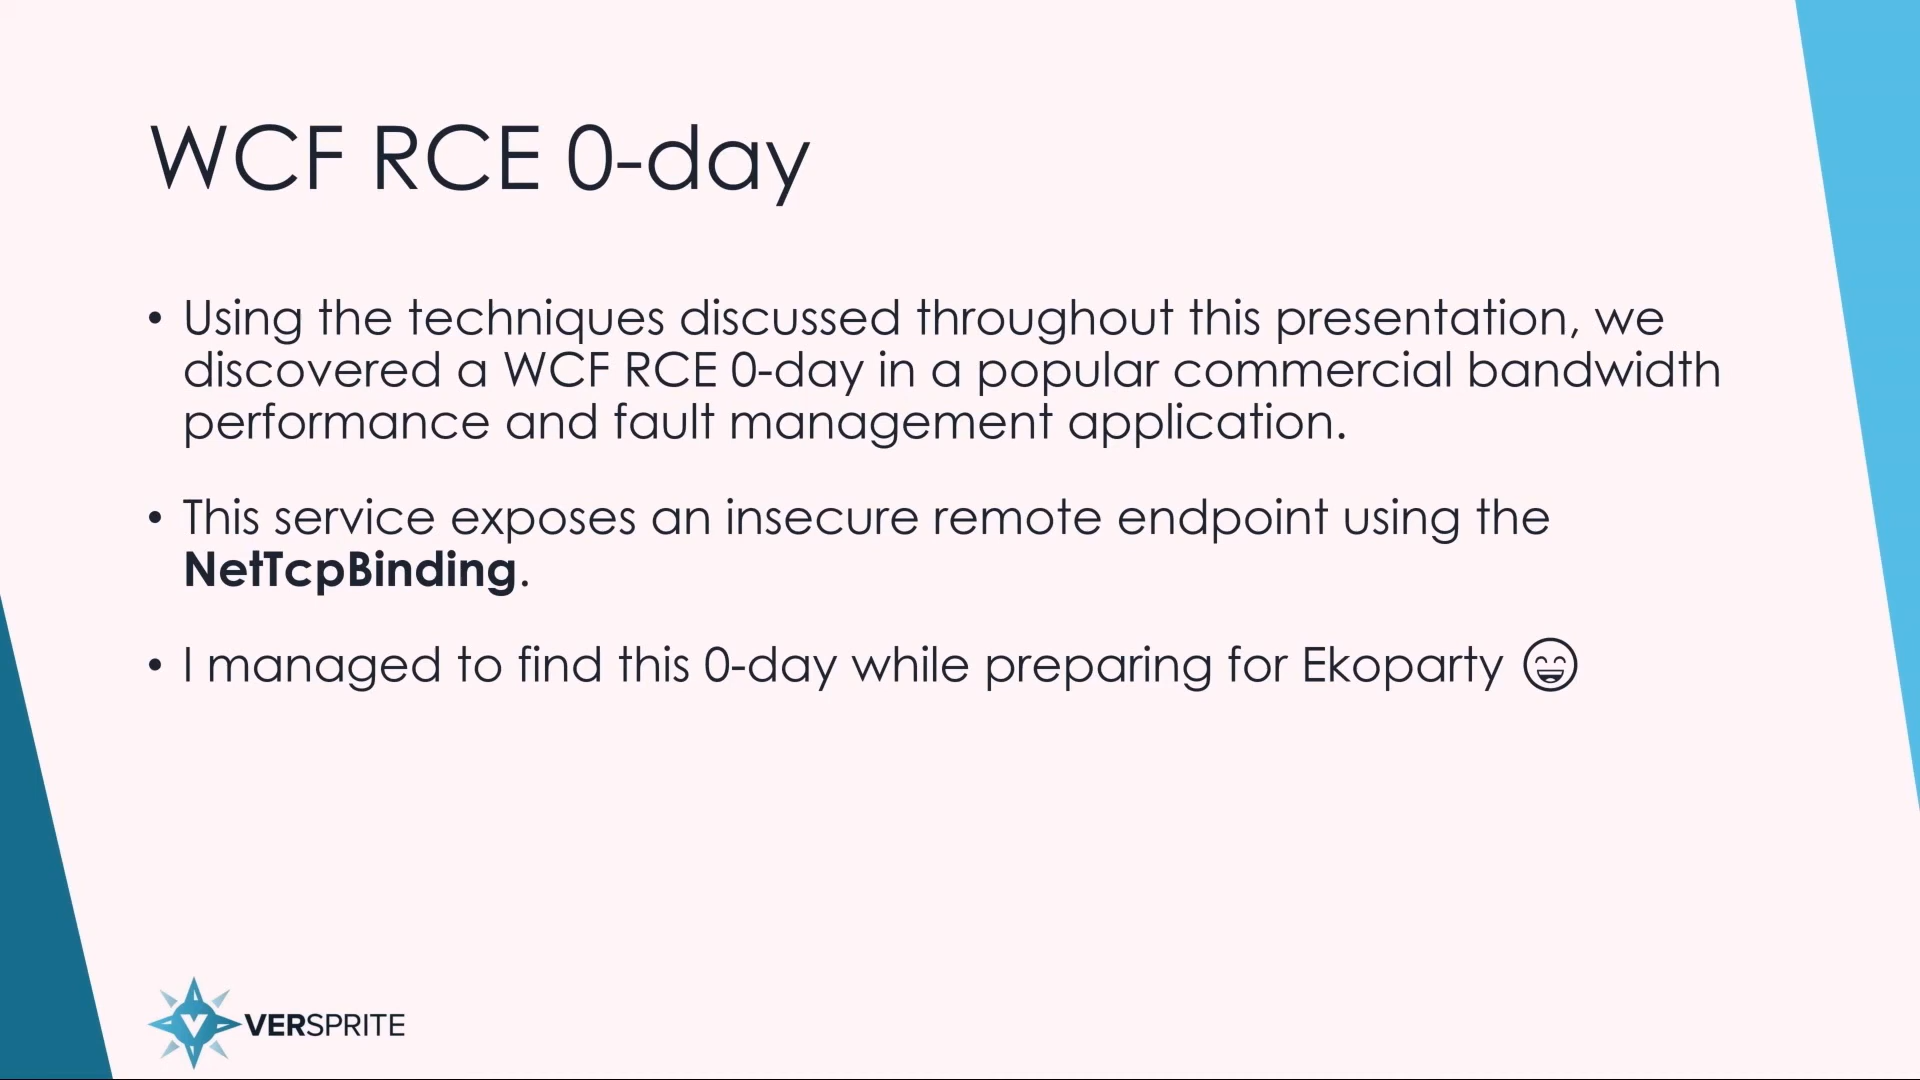 WCF RCE 0-day
• Using the techniques discussed throughout this presentation, we
discovered a WCF RCE 0-day in a popular commercial bandwidth
performance and fault management application.
• This service exposes an insecure remote endpoint using the
NetTcpBinding.
• I managed to find this 0-day while preparing for Ekoparty 😄
VERSPRITE